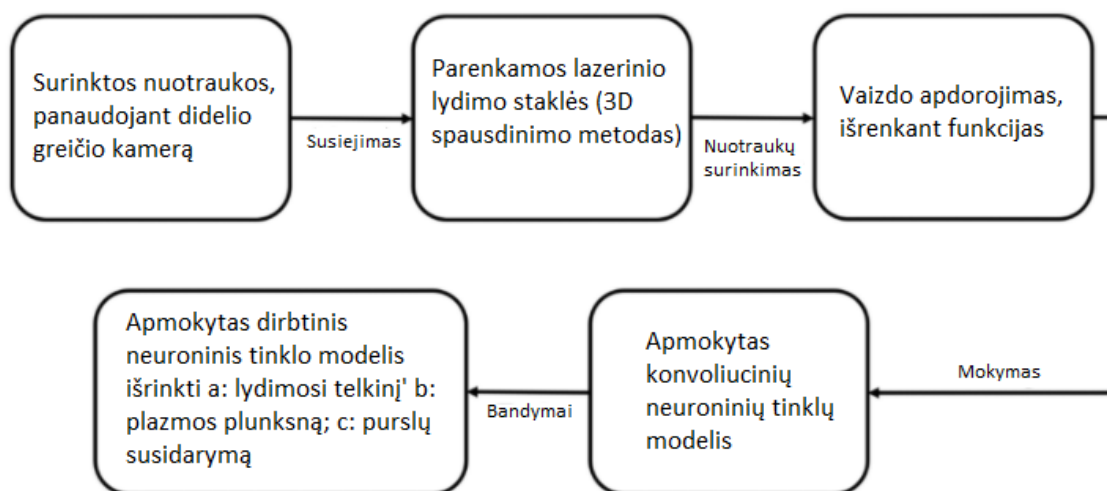 Surinktos nuotraukos,
panaudojant didelio
greičio kamerą
Susiejimas
Parenkamos lazerinio
lydimo staklės (3D
spausdinimo metodas)
Nuotraukų
surinkimas
Vaizdo apdorojimas,
išrenkant funkcijas
Mokymas
Apmokytas
konvoliucinių
neuroninių tinklų
modelis
Bandymai
Apmokytas dirbtinis
neuroninis tinklo modelis
išrinkti a: lydimosi telkinį' b:
plazmos plunksną; c: purslų
susidarymą